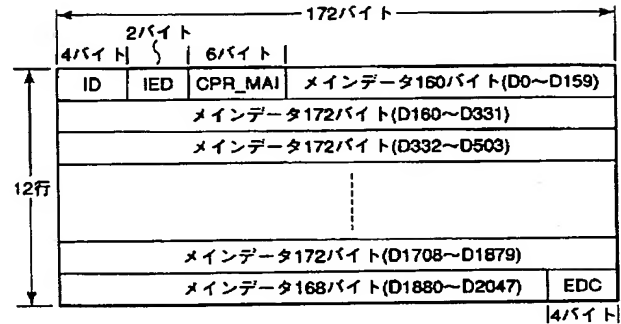 172バイト
2バイト
4バイト 6バイト
ID IED CPR_MAI メインデータ160バイト(D0〜D159)
メインデータ172バイト(D160〜D331)
メインデータ172バイト(D332〜D503)
12行
メインデータ172バイト(D1708〜D1879)
メインデータ168バイト(D1880〜D2047) EDC
4バイト